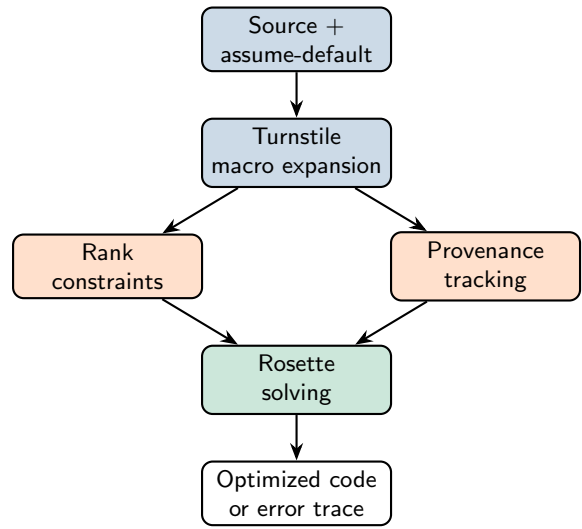 Source +
assume-default
Turnstile
macro expansion
Rank
constraints
Provenance
tracking
Rosette
solving
Optimized code
or error trace